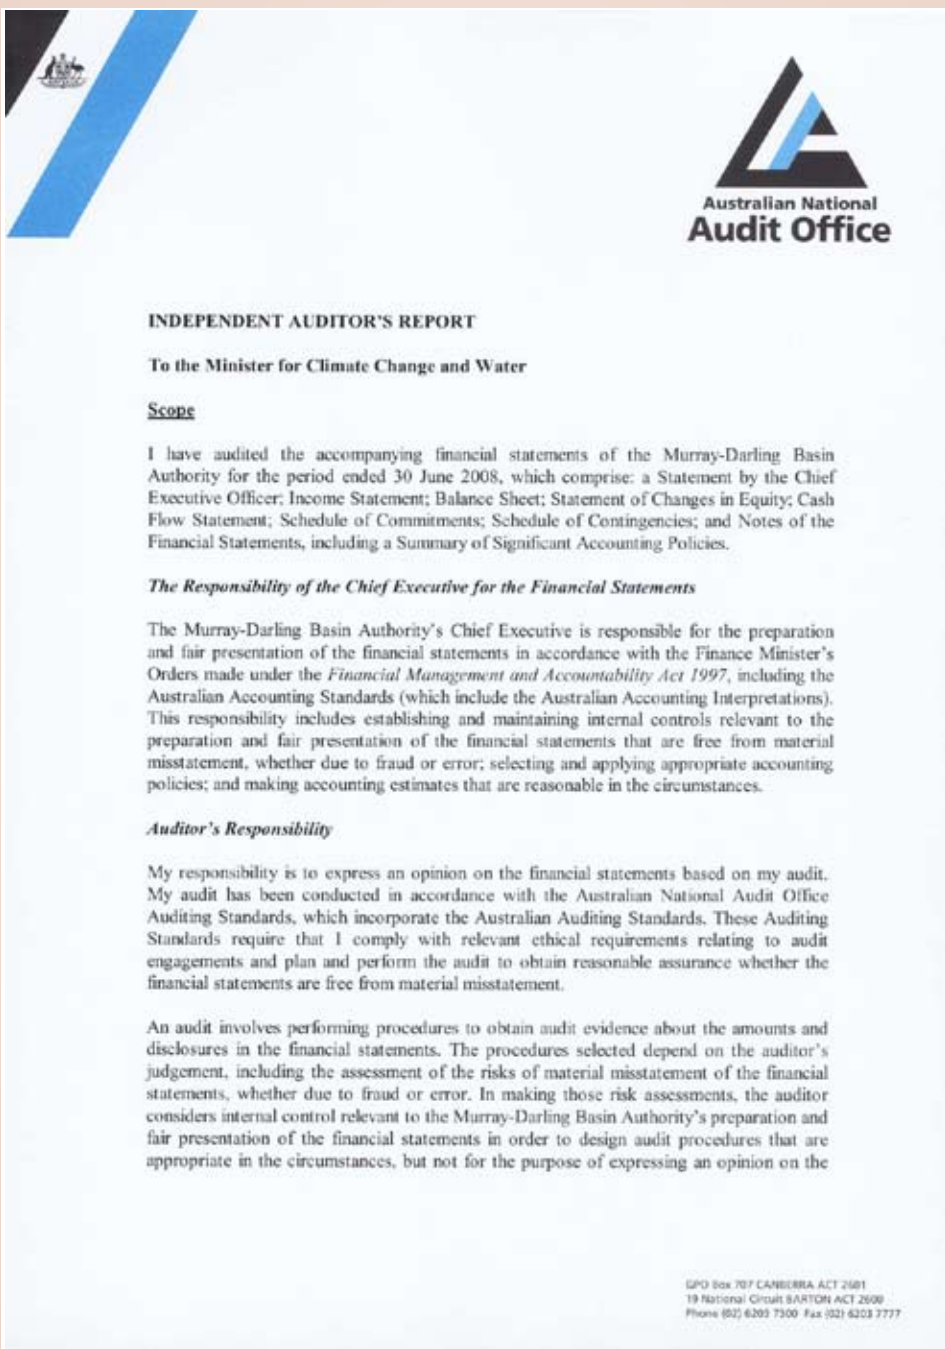 Australian National
Audit Office
INDEPENDENT AUDITOR'S REPORT
To the Minister for Climate Change and Water
Scope
I have audited the accompanying financial statements of the Murray-Darling Basin
Authority for the period ended 30 June 2008, which comprise: a Statement by the Chief
Executive Officer; Income Statement; Balance Sheet; Statement of Changes in Equity; Cash
Flow Statement; Schedule of Commitments; Schedule of Contingencies; and Notes of the
Financial Statements, including a Summary of Significant Accounting Policies.
The Responsibility of the Chief Executive for the Financial Statements
The Murray-Darling Basin Authority's Chief Executive is responsible for the preparation
and fair presentation of the financial statements in accordance with the Finance Minister's
Orders made under the Financial Management and Accountability Act 1997, including the
Australian Accounting Standards (which include the Australian Accounting Interpretations).
This responsibility includes establishing and maintaining internal controls relevant to the
preparation and fair presentation of the financial statements that are free from material
misstatement, whether due to fraud or error; selecting and applying appropriate accounting
policies; and making accounting estimates that are reasonable in the circumstances.
Auditor's Responsibility
My responsibility is to express an opinion on the financial statements based on my audit.
My audit has been conducted in accordance with the Australian National Audit Office
Auditing Standards, which incorporate the Australian Auditing Standards. These Auditing
Standards require that I comply with relevant ethical requirements relating to audit
engagements and plan and perform the audit to obtain reasonable assurance whether the
financial statements are free from material misstatement.
An audit involves performing procedures to obtain audit evidence about the amounts and
disclosures in the financial statements. The procedures selected depend on the auditor's
judgement, including the assessment of the risks of material misstatement of the financial
statements, whether due to fraud or error. In making those risk assessments, the auditor
considers internal control relevant to the Murray-Darling Basin Authority's preparation and
fair presentation of the financial statements in order to design audit procedures that are
appropriate in the circumstances, but not for the purpose of expressing an opinion on the
GPO Box 707 CANBERRA ACT 2601
19 National Circuit BARTON ACT 2600
Phone (02) 6203 7300 Fax (02) 6203 7777